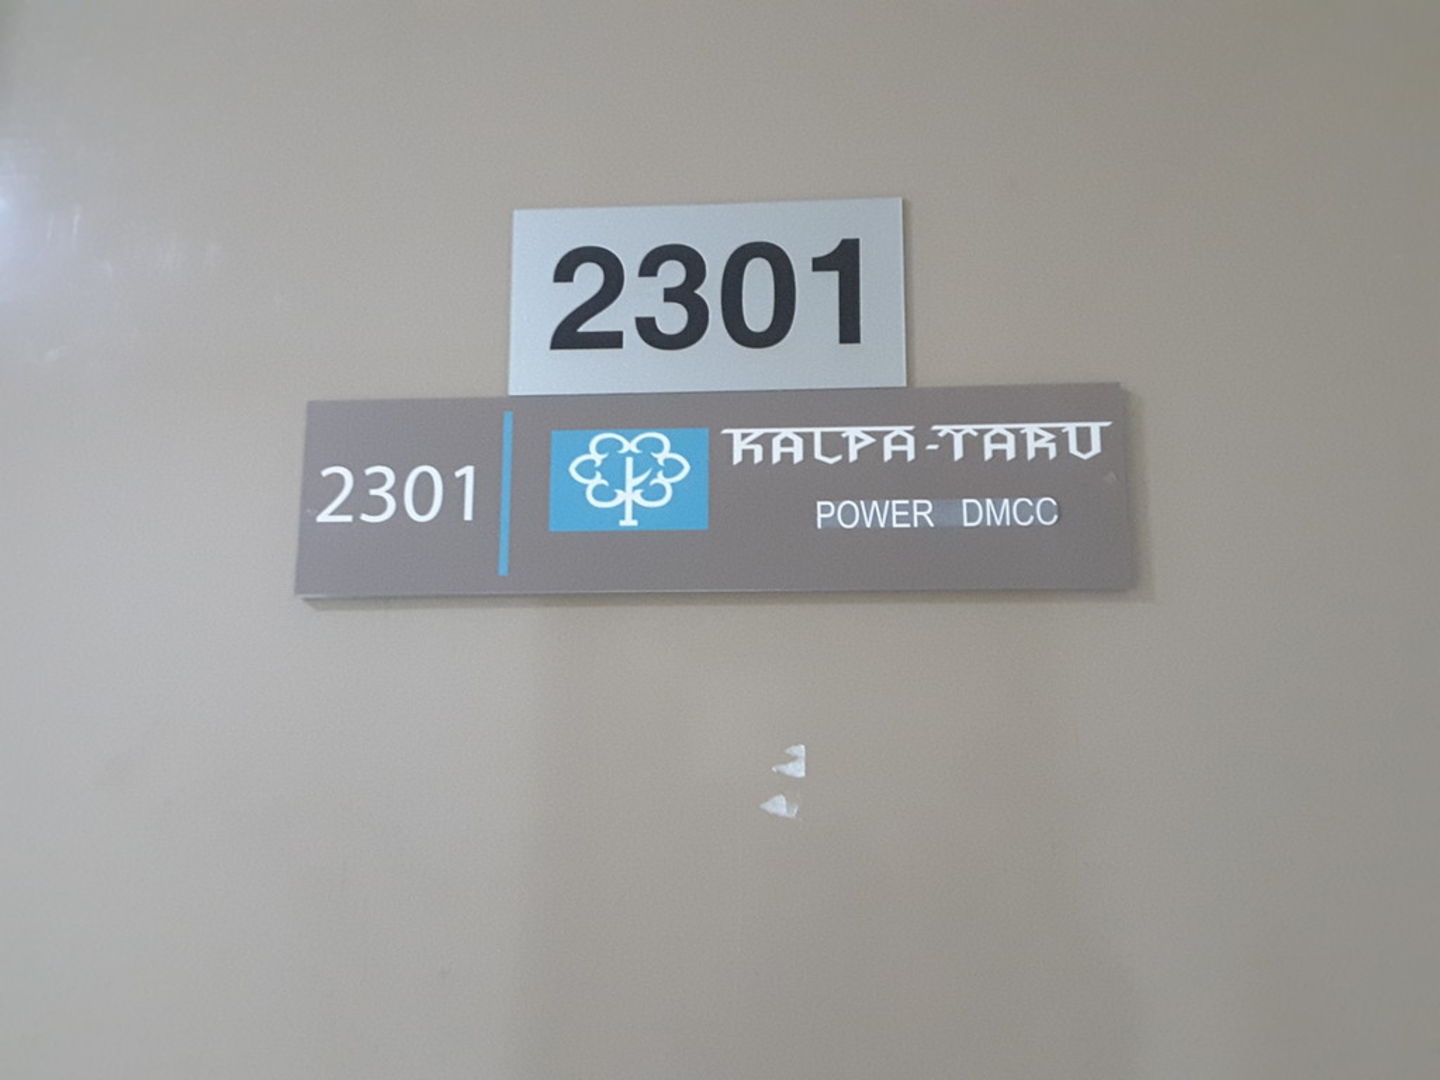 2301
2301
KALPA-TARU
POWER DMCC